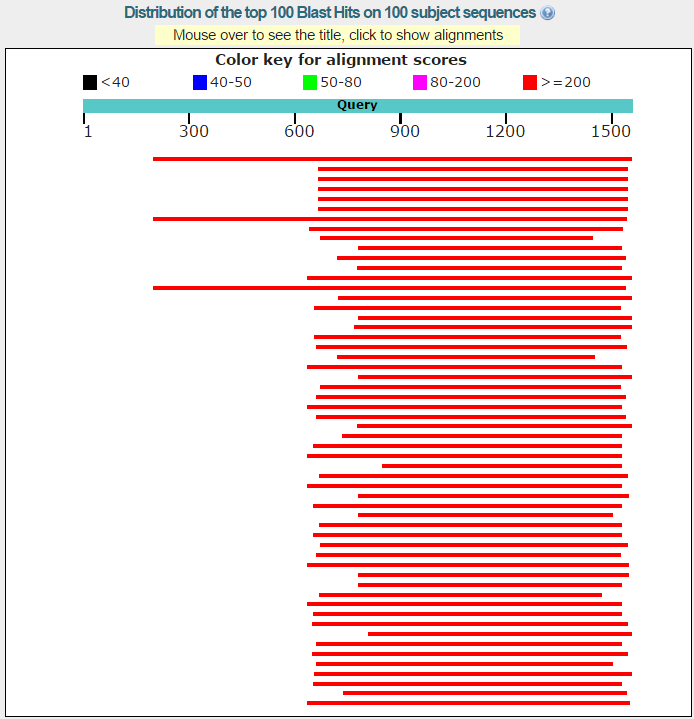 Distribution of the top 100 Blast Hits on 100 subject sequences ?
Mouse over to see the title, click to show alignments
Color key for alignment scores
<40 40-50 50-80 80-200 >=200
Query
1 300 600 900 1200 1500